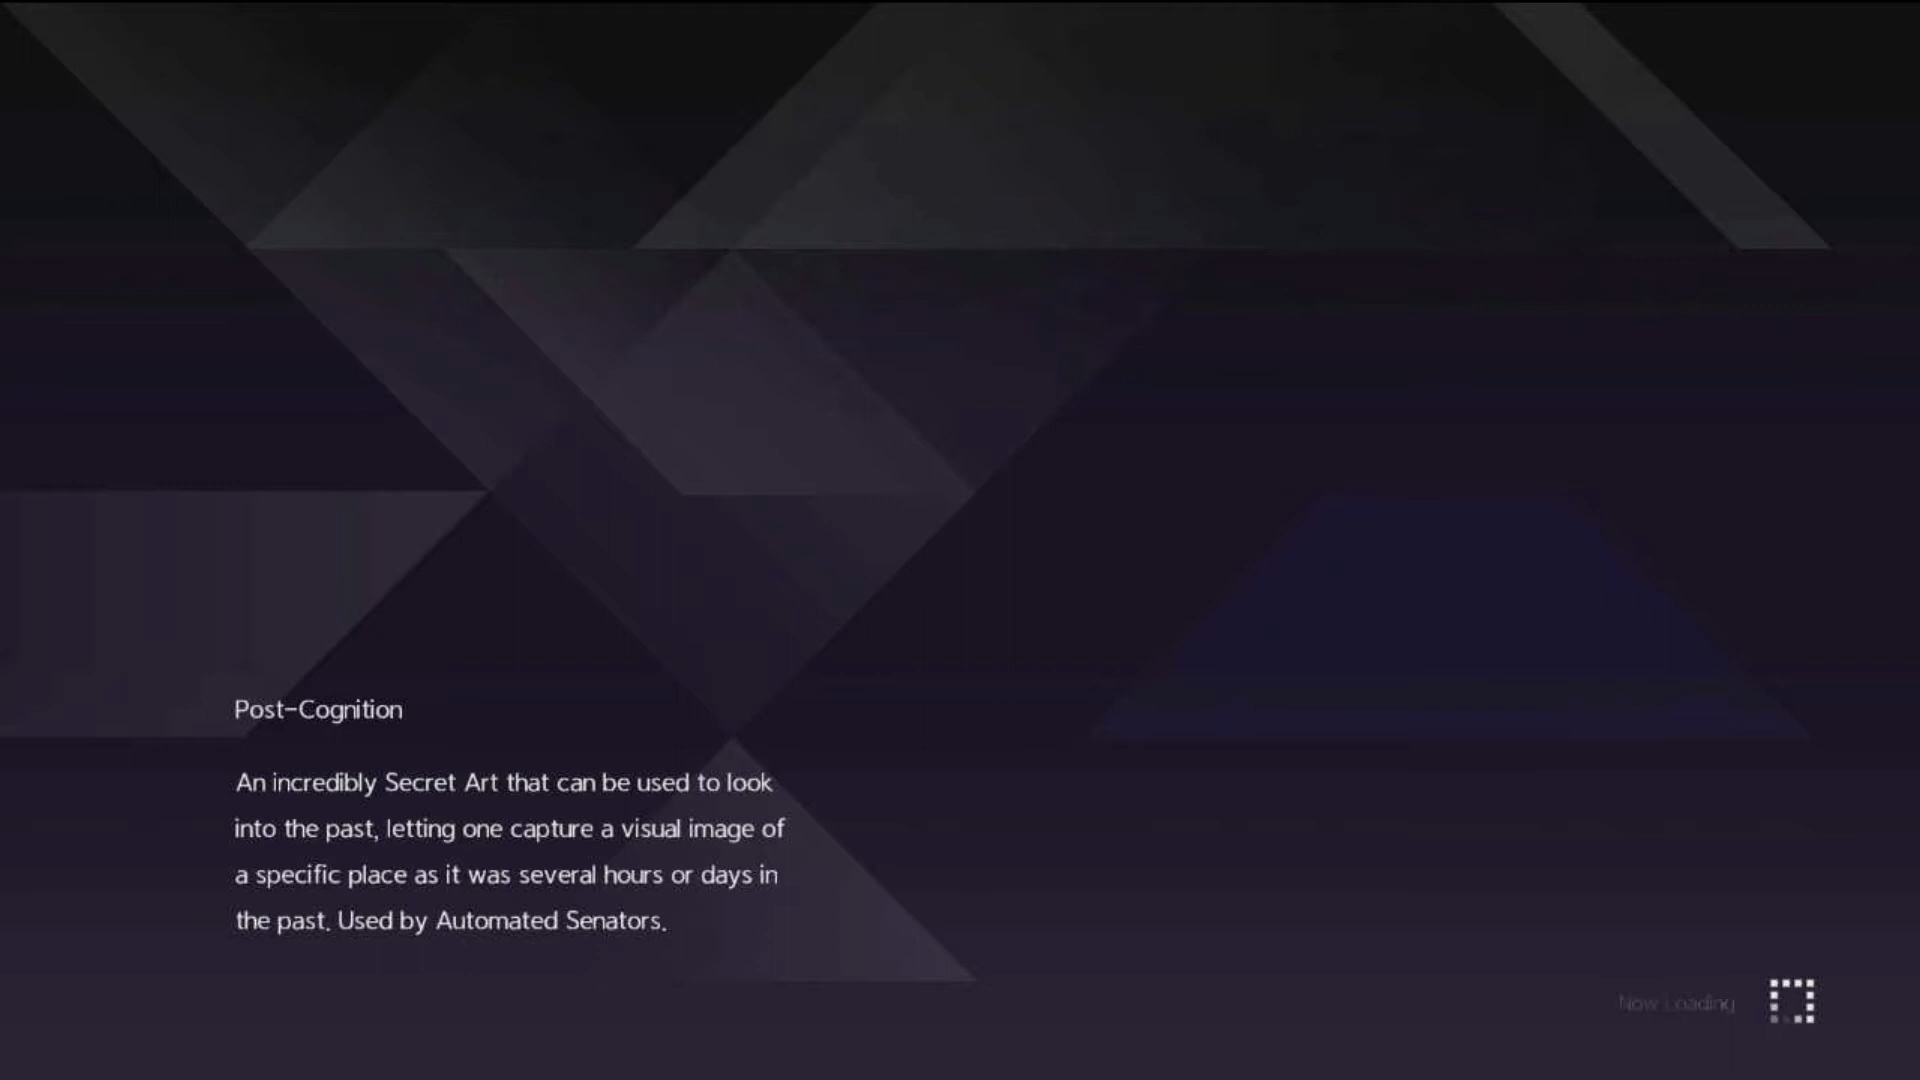 Post-Cognition
An incredibly Secret Art that can be used to look
into the past, letting one capture a visual image of
a specific place as it was several hours or days in
the past. Used by Automated Senators.
Now Loading